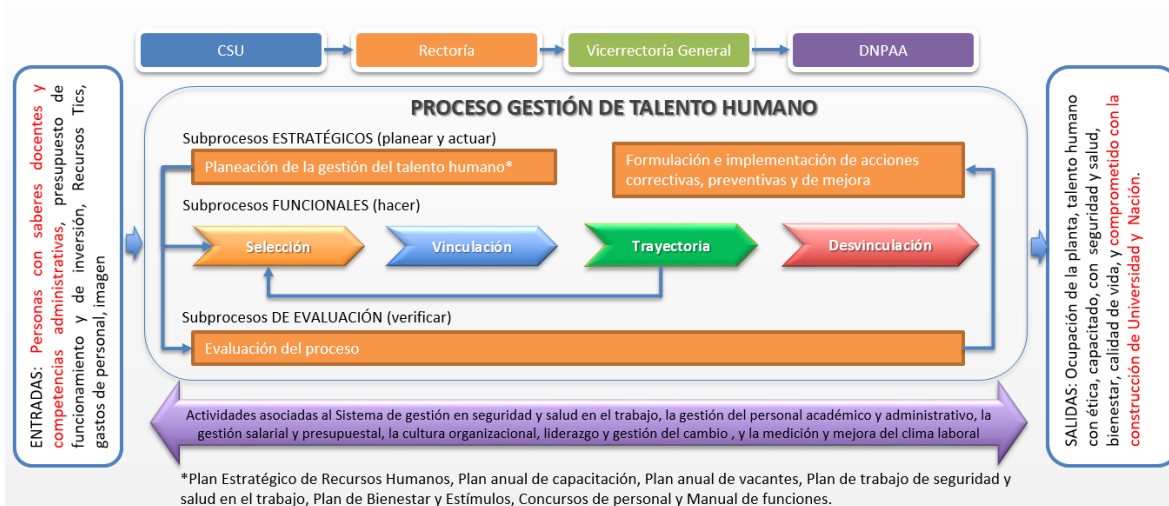 CSU
Rectoría
Vicerrectoría General
DNPAA
ENTRADAS: Personas con saberes docentes y
competencias administrativas, presupuesto de
funcionamiento y de inversión, Recursos Tics,
gastos de personal, imagen
PROCESO GESTIÓN DE TALENTO HUMANO
Subprocesos ESTRATÉGICOS (planear y actuar)
Planeación de la gestión del talento humano*
Formulación e implementación de acciones
correctivas, preventivas y de mejora
Subprocesos FUNCIONALES (hacer)
Selección
Vinculación
Trayectoria
Desvinculación
Subprocesos DE EVALUACIÓN (verificar)
Evaluación del proceso
Actividades asociadas al Sistema de gestión en seguridad y salud en el trabajo, la gestión del personal académico y administrativo, la
gestión salarial y presupuestal, la cultura organizacional, liderazgo y gestión del cambio , y la medición y mejora del clima laboral
*Plan Estratégico de Recursos Humanos, Plan anual de capacitación, Plan anual de vacantes, Plan de trabajo de seguridad y
salud en el trabajo, Plan de Bienestar y Estímulos, Concursos de personal y Manual de funciones.
SALIDAS: Ocupación de la planta, talento humano
con ética, capacitado, con seguridad y salud,
bienestar, calidad de vida, y comprometido con la
construcción de Universidad y Nación.